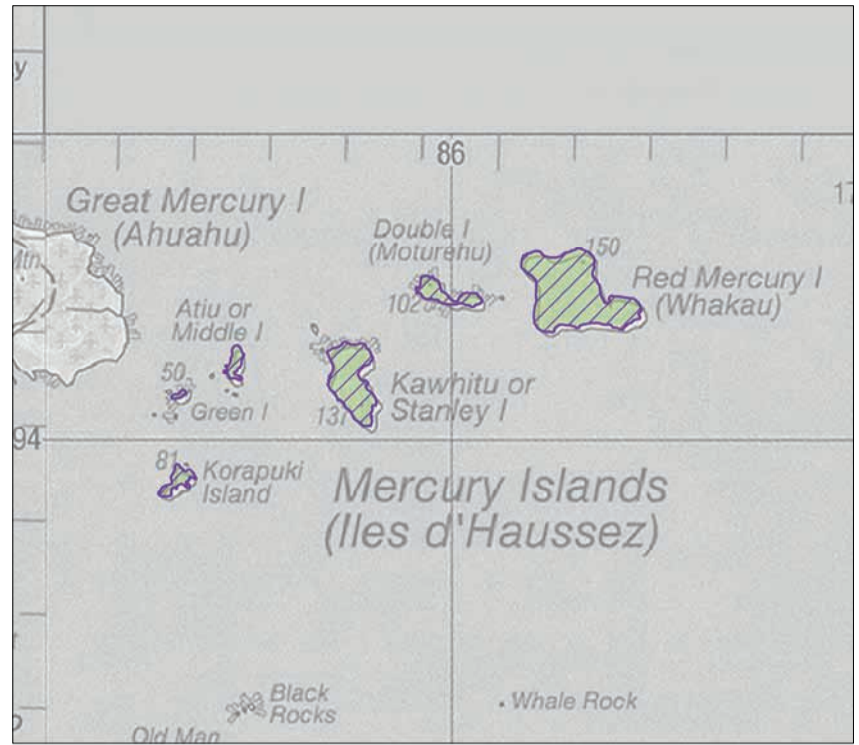 y
86
17
Great Mercury I
(Ahuahu)
Double I
(Moturehu)
150
Red Mercury I
(Whakau)
Mtn
102
Atiu or
Middle I
50
Green I
Kawhitu or
Stanley I
137
94
81
Korapuki
Island
Mercury Islands
(Iles d'Haussez)
Black
Rocks
Whale Rock
Old Man